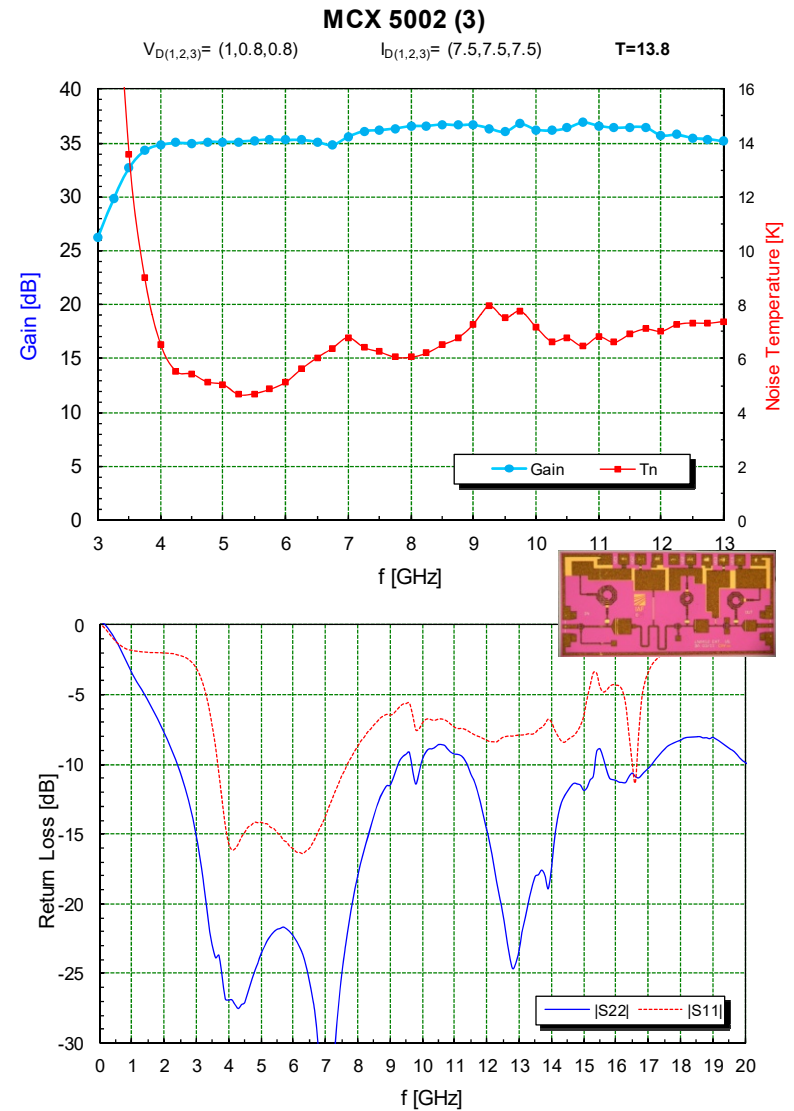 MCX 5002 (3)
V_D(1,2,3)= (1,0.8,0.8) I_D(1,2,3)= (7.5,7.5,7.5) T=13.8
40
35
30
25
20
15
10
5
0
Gain [dB]
16
14
12
10
8
6
4
2
0
Noise Temperature [K]
Gain Tn
3 4 5 6 7 8 9 10 11 12 13
f [GHz]
0
-5
-10
-15
-20
-25
-30
Return Loss [dB]
|S22| |S11|
0 1 2 3 4 5 6 7 8 9 10 11 12 13 14 15 16 17 18 19 20
f [GHz]